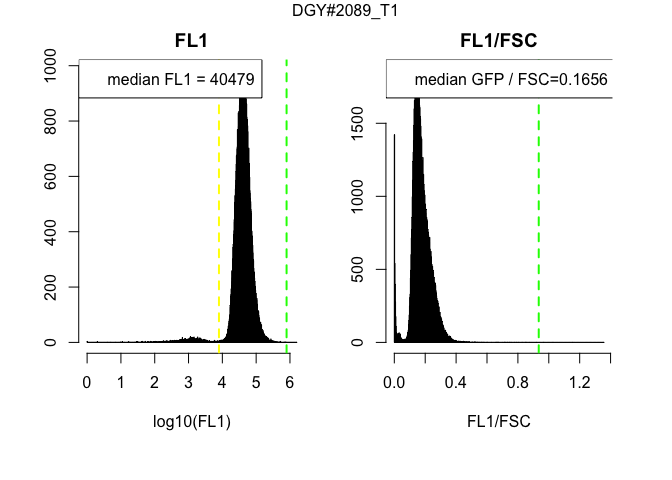 DGY#2089_T1
FL1
median FL1 = 40479
1000
800
600
400
200
0
0 1 2 3 4 5 6
log10(FL1)
FL1/FSC
median GFP / FSC=0.1656
1500
1000
500
0
0.0 0.4 0.8 1.2
FL1/FSC